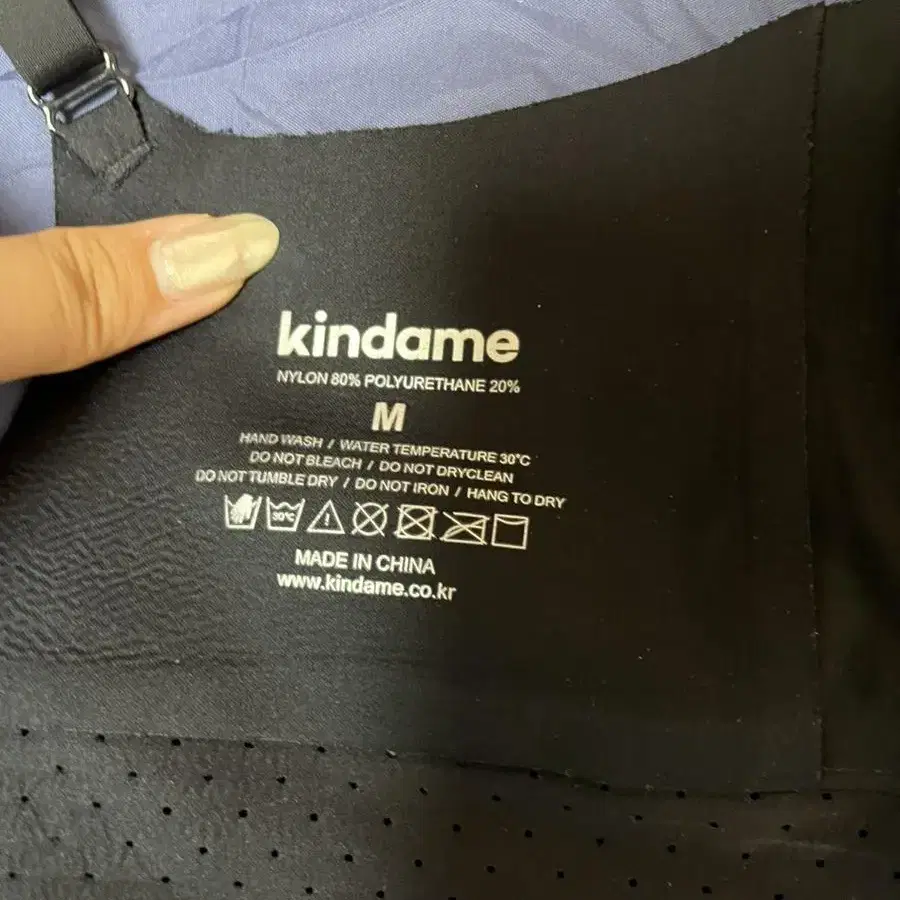 kindame
NYLON 80% POLYURETHANE 20%
M
HAND WASH / WATER TEMPERATURE 30°C
DO NOT BLEACH / DO NOT DRYCLEAN
DO NOT TUMBLE DRY / DO NOT IRON / HANG TO DRY
30°C
MADE IN CHINA
www.kindame.co.kr